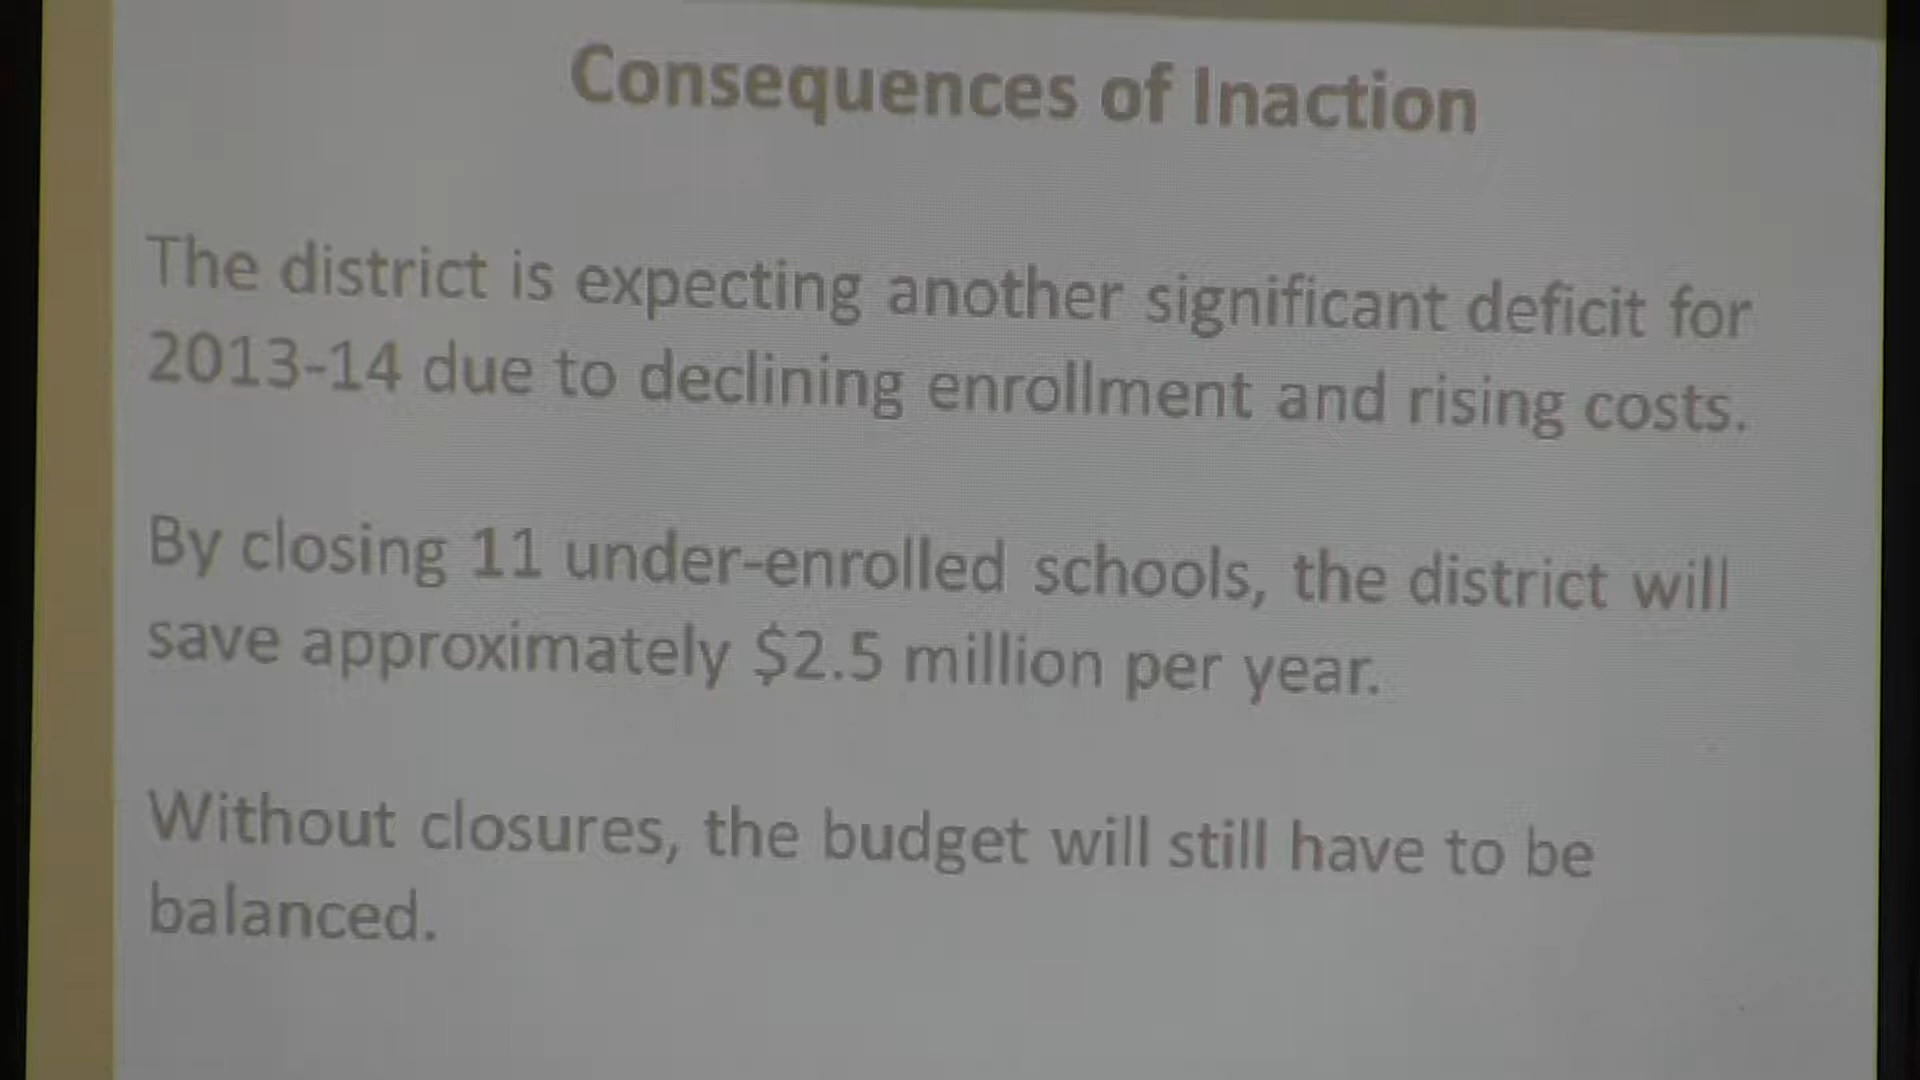 Consequences of Inaction
The district is expecting another significant deficit for
2013-14 due to declining enrollment and rising costs.
By closing 11 under-enrolled schools, the district will
save approximately $2.5 million per year.
Without closures, the budget will still have to be
balanced.